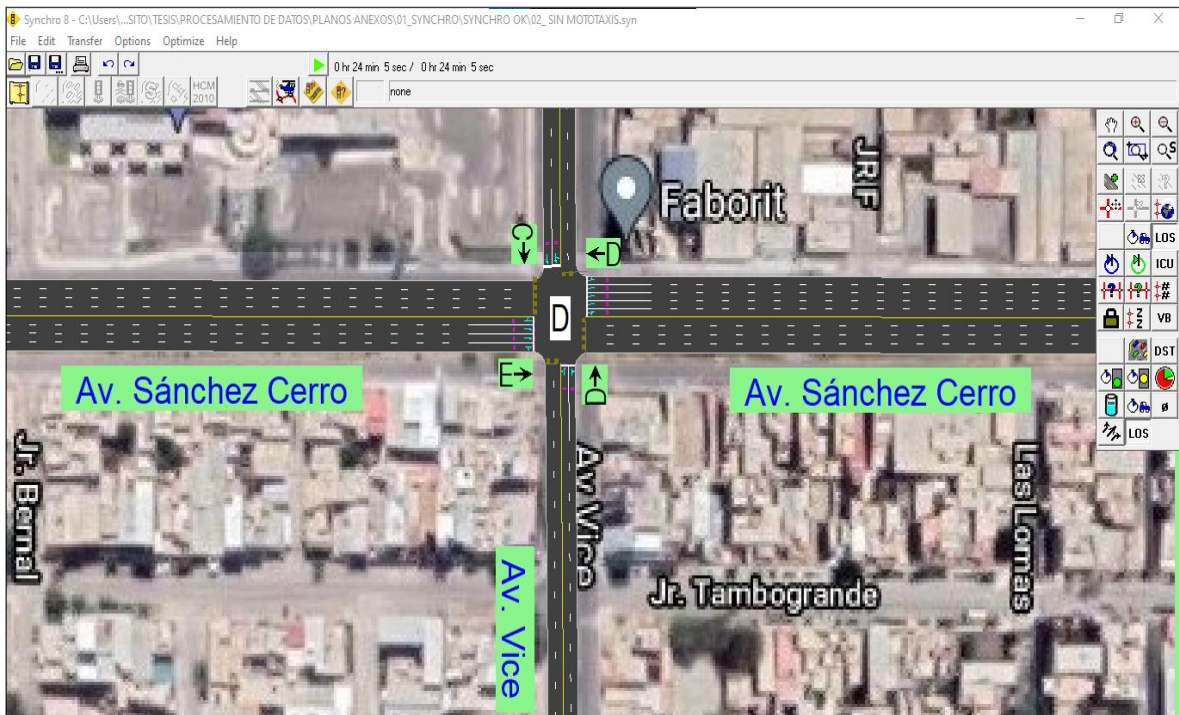 Synchro 8 - C:\Users\...SITO\TESIS\PROCESAMIENTO DE DATOS\PLANOS ANEXOS\01_SYNCHRO\SYNCHRO OK\02_ SIN MOTOTAXIS.syn
File Edit Transfer Options Optimize Help
0 hr 24 min 5 sec / 0 hr 24 min 5 sec
HCM 2010
none
JRIF
Faborit
C
D
D
E
D
S
LOS
ICU
##
VB
DST
ø
LOS
Av. Sánchez Cerro
Av. Sánchez Cerro
Jr. Bernal
Av Vice
Las Lomas
Av. Vice
Jr. Tambogrande